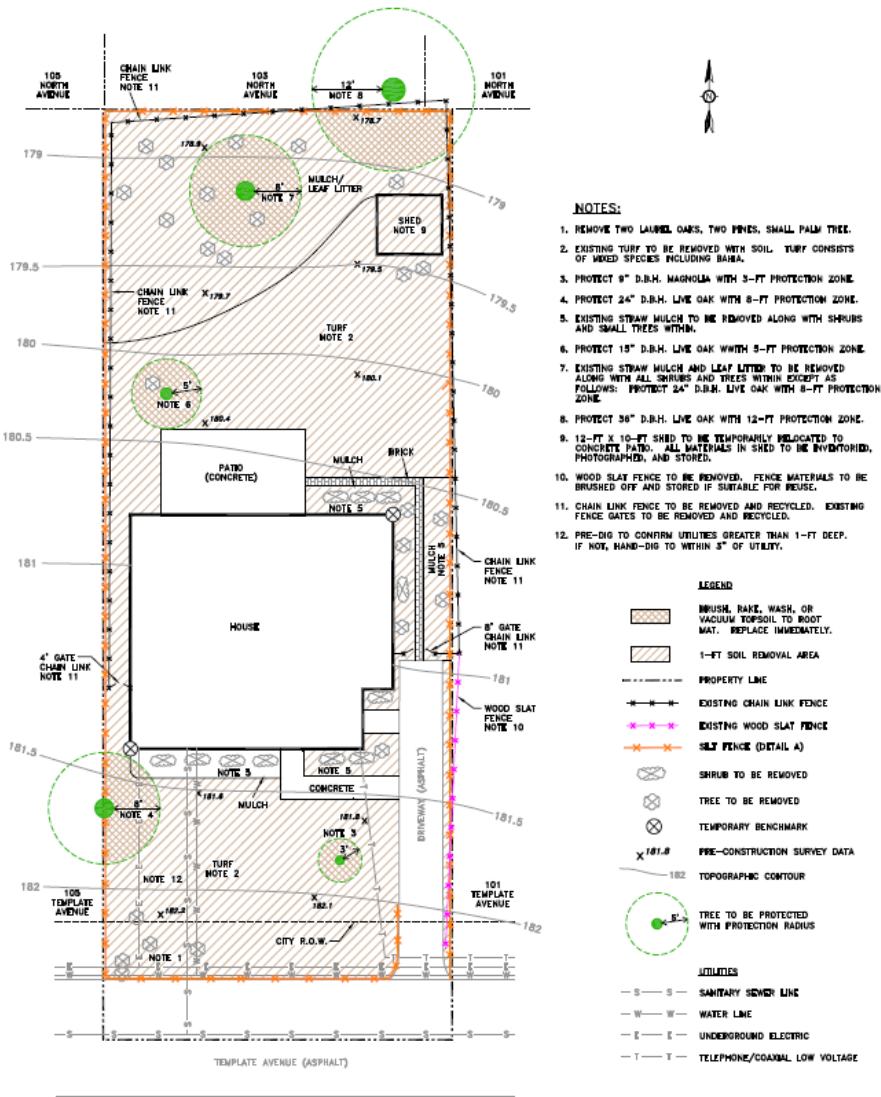 105
NORTH
AVENUE
CHAIN LINK
FENCE
NOTE 11
103
NORTH
AVENUE
12'
NOTE 8
101
NORTH
AVENUE
N
179
178.9
178.7
8'
NOTE 7
MULCH/
LEAF LITTER
179
SHED
NOTE 9
179.5
CHAIN LINK
FENCE
NOTE 11
179.7
179.5
179.5
TURF
NOTE 2
180
180
180.1
5'
NOTE 6
180.4
180.5
PATIO
(CONCRETE)
MULCH
BRICK
NOTE 5
180.5
MULCH
NOTE 5
181
CHAIN LINK
FENCE
NOTE 11
HOUSE
8' GATE
CHAIN LINK
NOTE 11
4' GATE
CHAIN LINK
NOTE 11
181
WOOD SLAT
FENCE
NOTE 10
181.5
NOTE 5
NOTE 5
MULCH
CONCRETE
DRIVEWAY (ASPHALT)
8'
NOTE 4
181.6
181.8
NOTE 3
3'
181.5
TURF
NOTE 2
NOTE 12
182
105
TEMPLATE
AVENUE
182.2
182.1
101
TEMPLATE
AVENUE
182
CITY R.O.W.
NOTE 1
TEMPLATE AVENUE (ASPHALT)
NOTES:
1. REMOVE TWO LAUREL OAKS, TWO PINES, SMALL PALM TREE.
2. EXISTING TURF TO BE REMOVED WITH SOIL. TURF CONSISTS
OF MIXED SPECIES INCLUDING BAHIA.
3. PROTECT 9" D.B.H. MAGNOLIA WITH 3-FT PROTECTION ZONE.
4. PROTECT 24" D.B.H. LIVE OAK WITH 8-FT PROTECTION ZONE.
5. EXISTING STRAW MULCH TO BE REMOVED ALONG WITH SHRUBS
AND SMALL TREES WITHIN.
6. PROTECT 15" D.B.H. LIVE OAK WWITH 5-FT PROTECTION ZONE.
7. EXISTING STRAW MULCH AND LEAF LITTER TO BE REMOVED
ALONG WITH ALL SHRUBS AND TREES WITHIN EXCEPT AS
FOLLOWS: PROTECT 24" D.B.H. LIVE OAK WITH 8-FT PROTECTION
ZONE.
8. PROTECT 36" D.B.H. LIVE OAK WITH 12-FT PROTECTION ZONE.
9. 12-FT X 10-FT SHED TO BE TEMPORARILY RELOCATED TO
CONCRETE PATIO. ALL MATERIALS IN SHED TO BE INVENTORIED,
PHOTOGRAPHED, AND STORED.
10. WOOD SLAT FENCE TO BE REMOVED. FENCE MATERIALS TO BE
BRUSHED OFF AND STORED IF SUITABLE FOR REUSE.
11. CHAIN LINK FENCE TO BE REMOVED AND RECYCLED. EXISTING
FENCE GATES TO BE REMOVED AND RECYCLED.
12. PRE-DIG TO CONFIRM UTILITIES GREATER THAN 1-FT DEEP.
IF NOT, HAND-DIG TO WITHIN 3" OF UTILITY.
LEGEND
BRUSH, RAKE, WASH, OR
VACUUM TOPSOIL TO ROOT
MAT. REPLACE IMMEDIATELY.
1-FT SOIL REMOVAL AREA
PROPERTY LINE
EXISTING CHAIN LINK FENCE
EXISTING WOOD SLAT FENCE
SILT FENCE (DETAIL A)
SHRUB TO BE REMOVED
TREE TO BE REMOVED
TEMPORARY BENCHMARK
181.8 PRE-CONSTRUCTION SURVEY DATA
182 TOPOGRAPHIC CONTOUR
5' TREE TO BE PROTECTED
WITH PROTECTION RADIUS
UTILITIES
S S SANITARY SEWER LINE
W W WATER LINE
E E UNDERGROUND ELECTRIC
T T TELEPHONE/COAXIAL LOW VOLTAGE